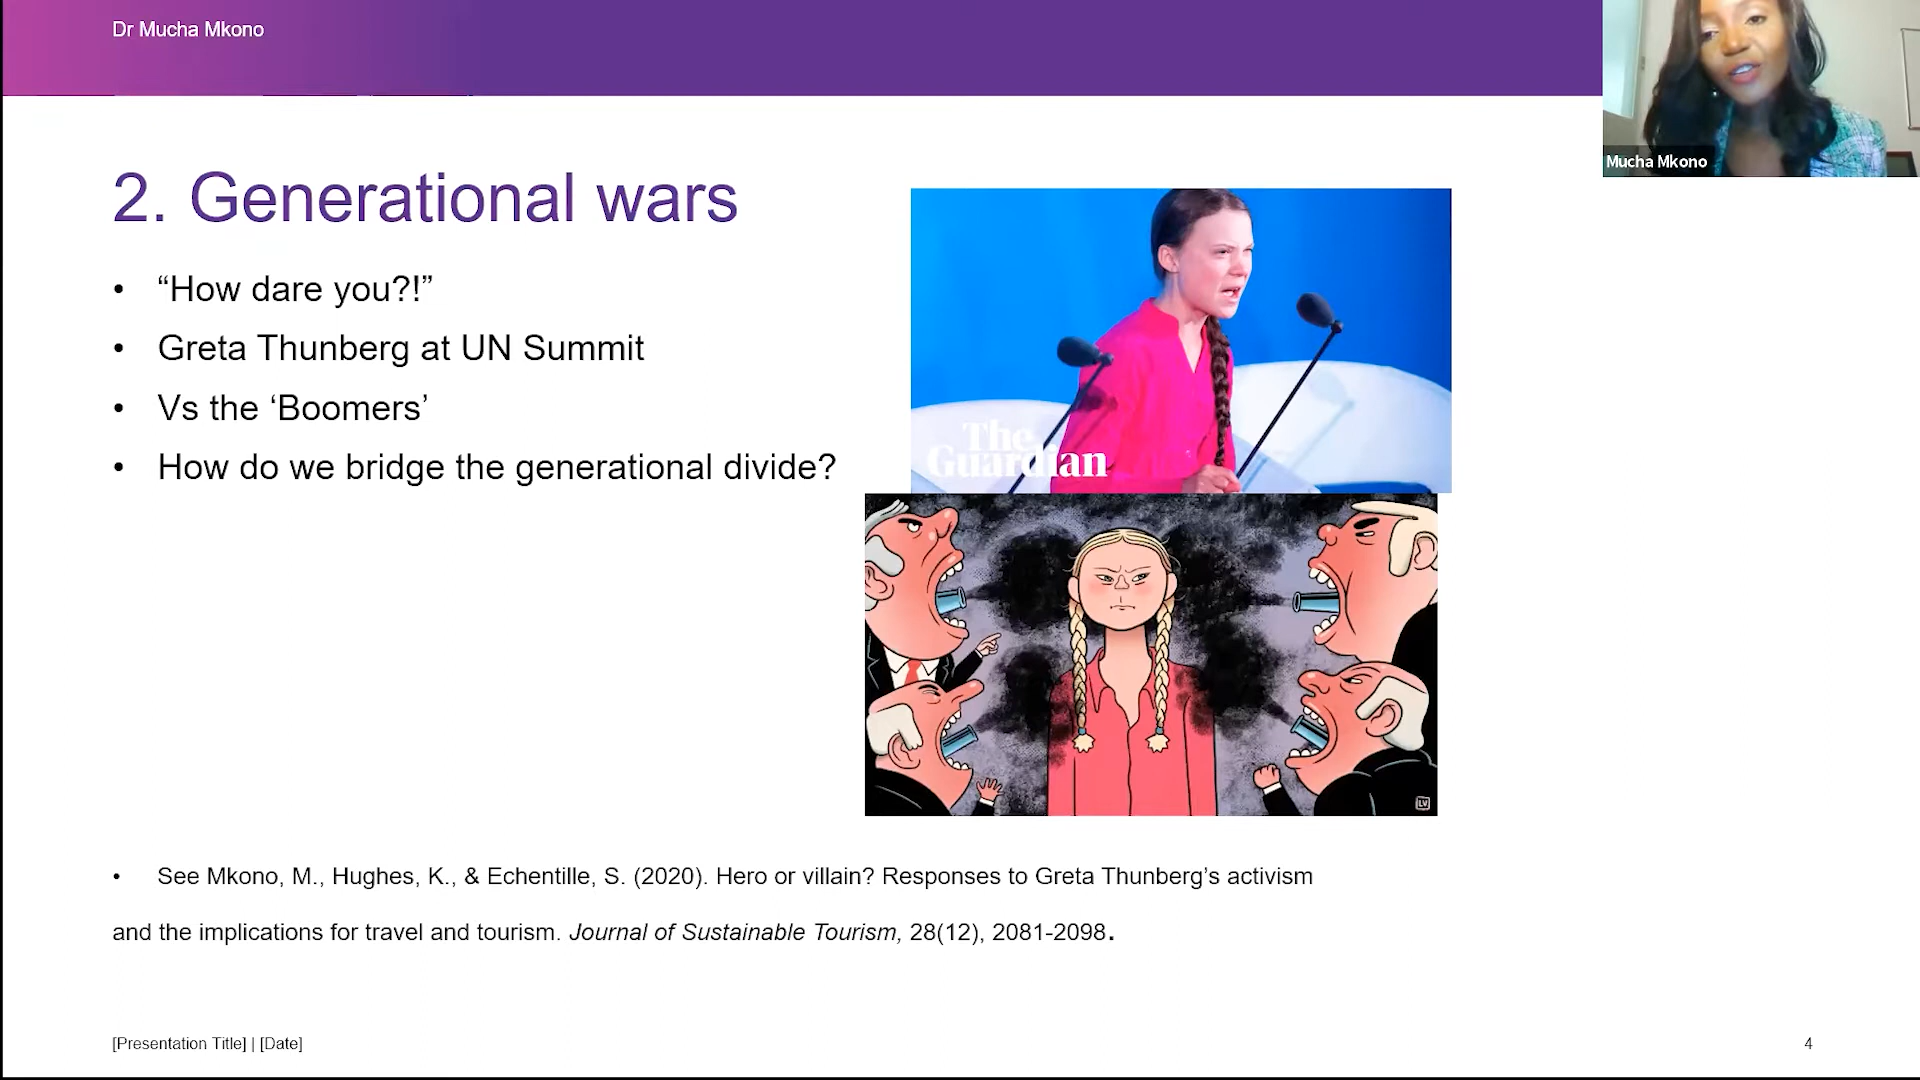 Dr Mucha Mkono
Mucha Mkono
2. Generational wars
• “How dare you?!”
• Greta Thunberg at UN Summit
• Vs the ‘Boomers’
• How do we bridge the generational divide?
The
Guardian
LV
• See Mkono, M., Hughes, K., & Echentille, S. (2020). Hero or villain? Responses to Greta Thunberg’s activism
and the implications for travel and tourism. Journal of Sustainable Tourism, 28(12), 2081-2098.
[Presentation Title] | [Date]
4